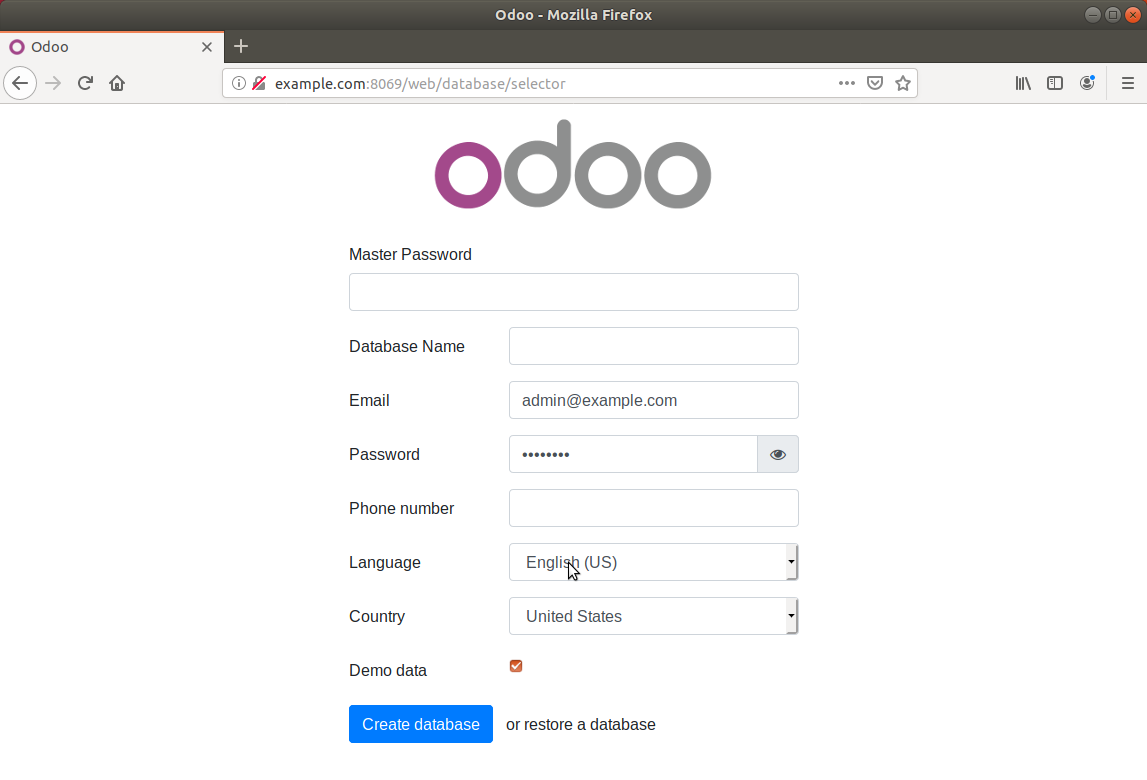 Odoo - Mozilla Firefox
Odoo
example.com:8069/web/database/selector
odoo
Master Password
Database Name
Email admin@example.com
Password ••••••••
Phone number
Language English (US)
Country United States
Demo data
Create database or restore a database